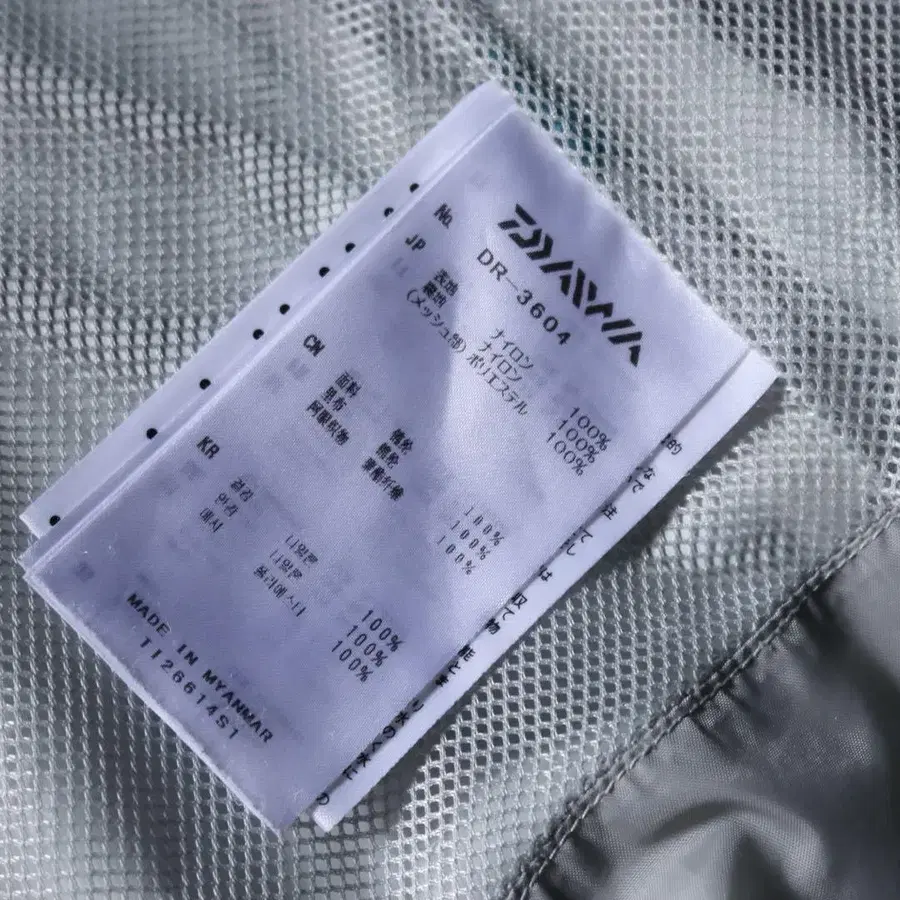 DAIWA
No. DR-3604
JP
表地 ナイロン 100%
裏地 ナイロン 100%
(メッシュ部) ポリエステル 100%
CN
面料 锦纶 100%
里布 锦纶 100%
网眼织物 聚酯纤维 100%
KR
겉감 나일론 100%
안감 나일론 100%
메시 폴리에스터 100%
MADE IN MYANMAR
TI26614S1